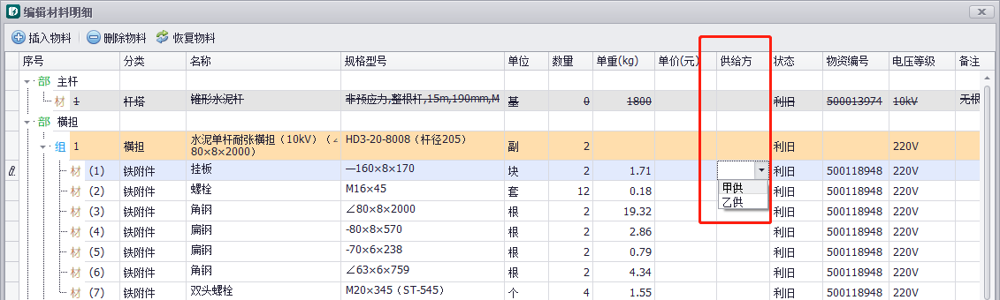 编辑材料明细
插入物料 删除物料 恢复物料
序号 分类 名称 规格型号 单位 数量 单重(kg) 单价(元) 供给方 状态 物资编号 电压等级 备注
部 主杆
材 1 杆塔 锥形水泥杆 非预应力,整根杆,15m,190mm,M 基 0 1800 利旧 500013974 10kV 无根
部 横担
组 1 横担 水泥单杆耐张横担（10kV）（∠ HD3-20-8008（杆径205） 副 2 利旧 220V
80×8×2000）
材 (1) 铁附件 挂板 —160×8×170 块 2 1.71 利旧 500118948 220V
材 (2) 铁附件 螺栓 M16×45 套 12 0.18 甲供 利旧 500118948 220V
乙供
材 (3) 铁附件 角钢 ∠80×8×2000 根 2 19.32 利旧 500118948 220V
材 (4) 铁附件 扁钢 -80×8×570 根 2 2.86 利旧 500118948 220V
材 (5) 铁附件 扁钢 -70×6×238 根 2 0.79 利旧 500118948 220V
材 (6) 铁附件 角钢 ∠63×6×759 根 2 4.34 利旧 500118948 220V
材 (7) 铁附件 双头螺栓 M20×345（ST-545） 个 4 1.55 利旧 500118948 220V